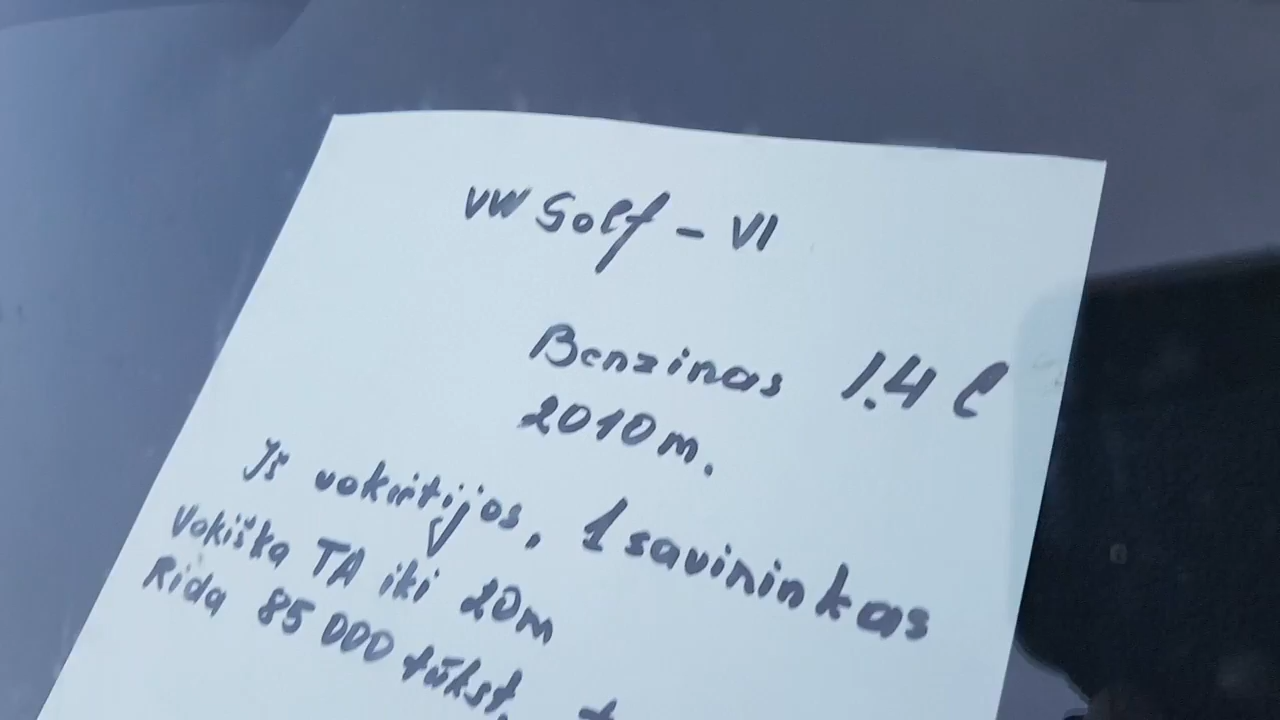 VW Golf - VI
Benzinas 1.4 l
2010m.
Iš vokietijos, 1 savininkas
Vokiška TA iki 20m
Rida 85 000 tūkst.